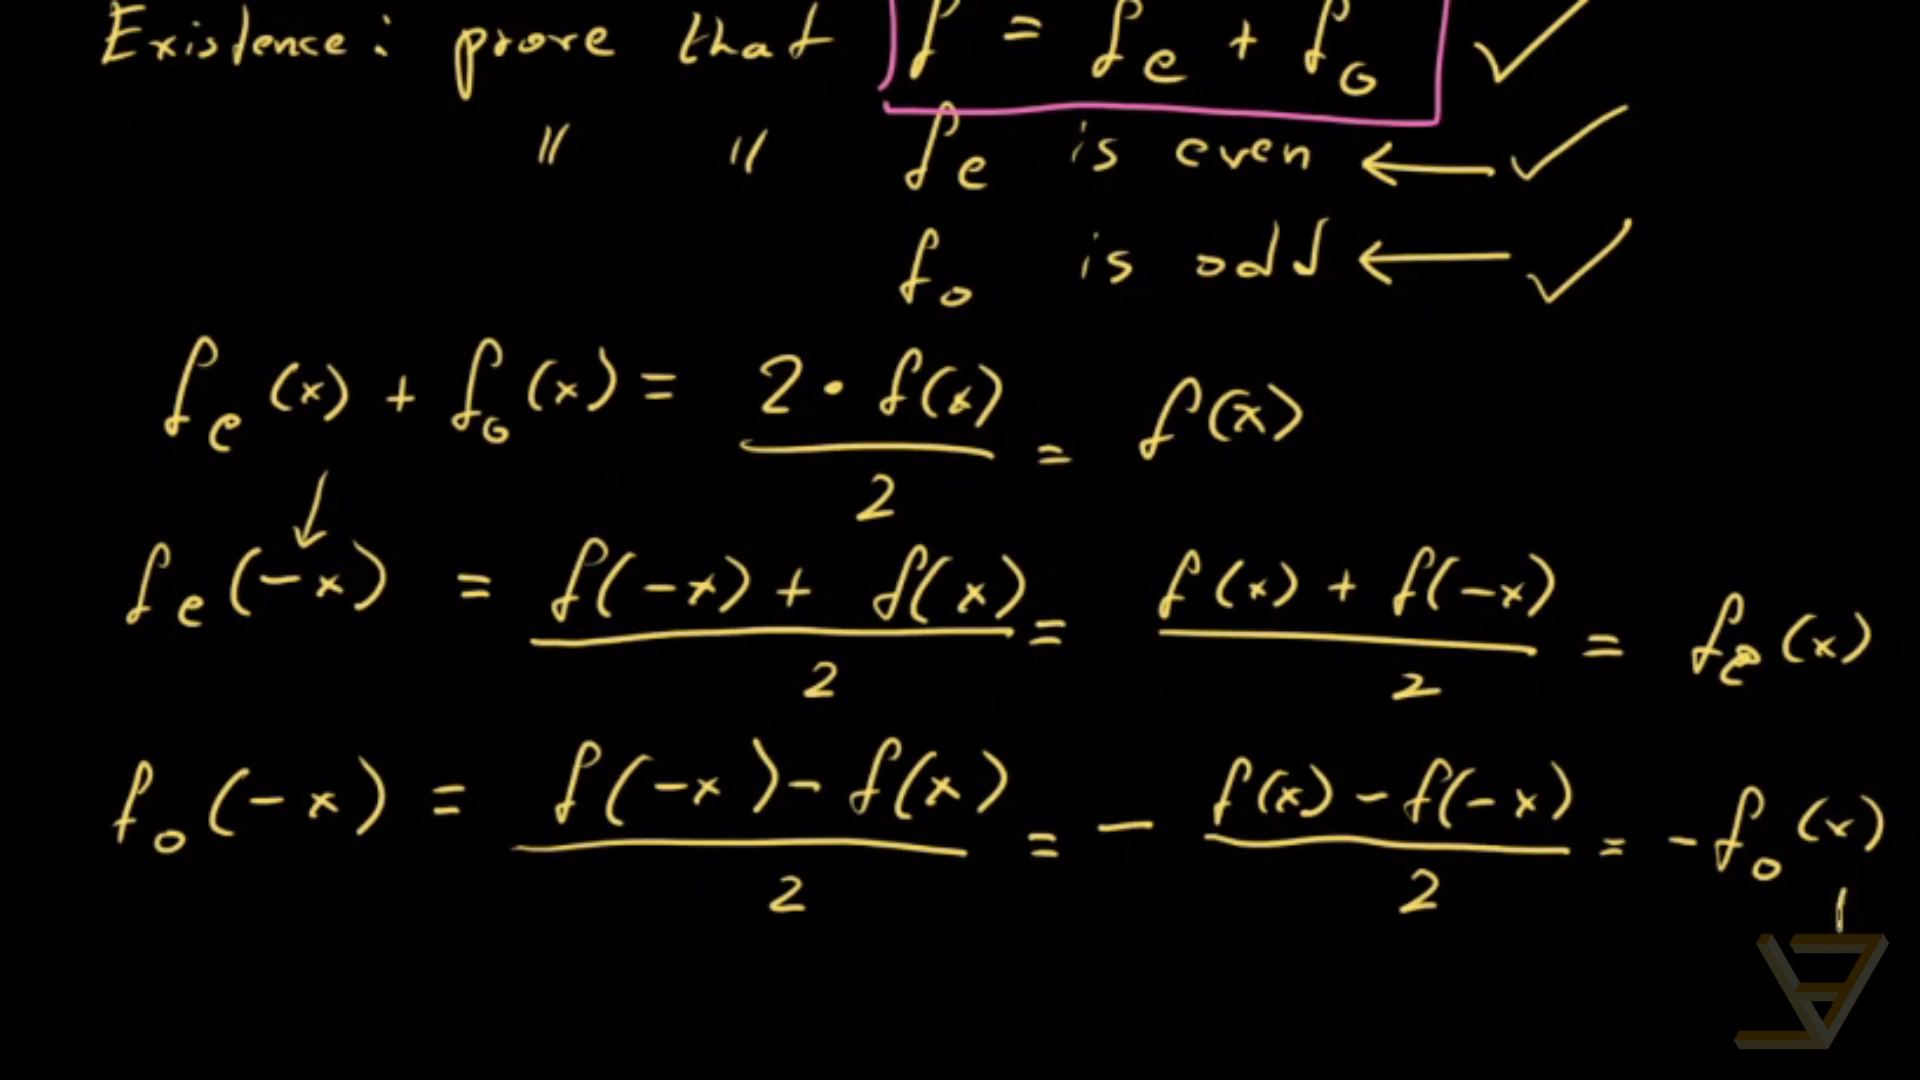 Existence: prove that f = fₑ + fₒ ✓
" " fₑ is even ← ✓
fₒ is odd ← ✓
fₑ(x) + fₒ(x) = 2 · f(x) / 2 = f(x)
↓
fₑ(-x) = f(-x) + f(x) / 2 = f(x) + f(-x) / 2 = fₑ(x)
fₒ(-x) = f(-x) - f(x) / 2 = - f(x) - f(-x) / 2 = -fₒ(x)